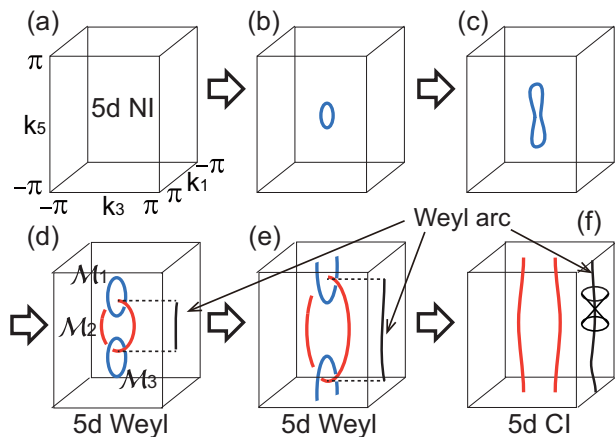 (a)
(b)
(c)
π
5d NI
k5
−π
−π
k3
π
π
k1
−π
Weyl arc
(d)
(e)
(f)
M1
M2
M3
5d Weyl
5d Weyl
5d CI